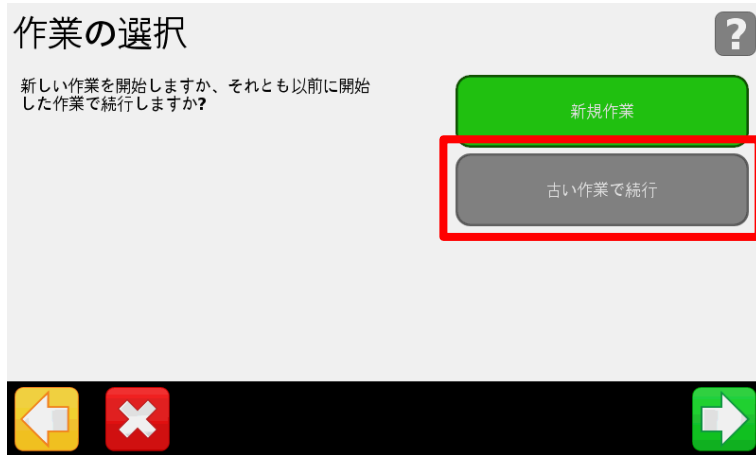 作業の選択
?
新しい作業を開始しますか、それとも以前に開始
した作業で続行しますか?
新規作業
古い作業で続行